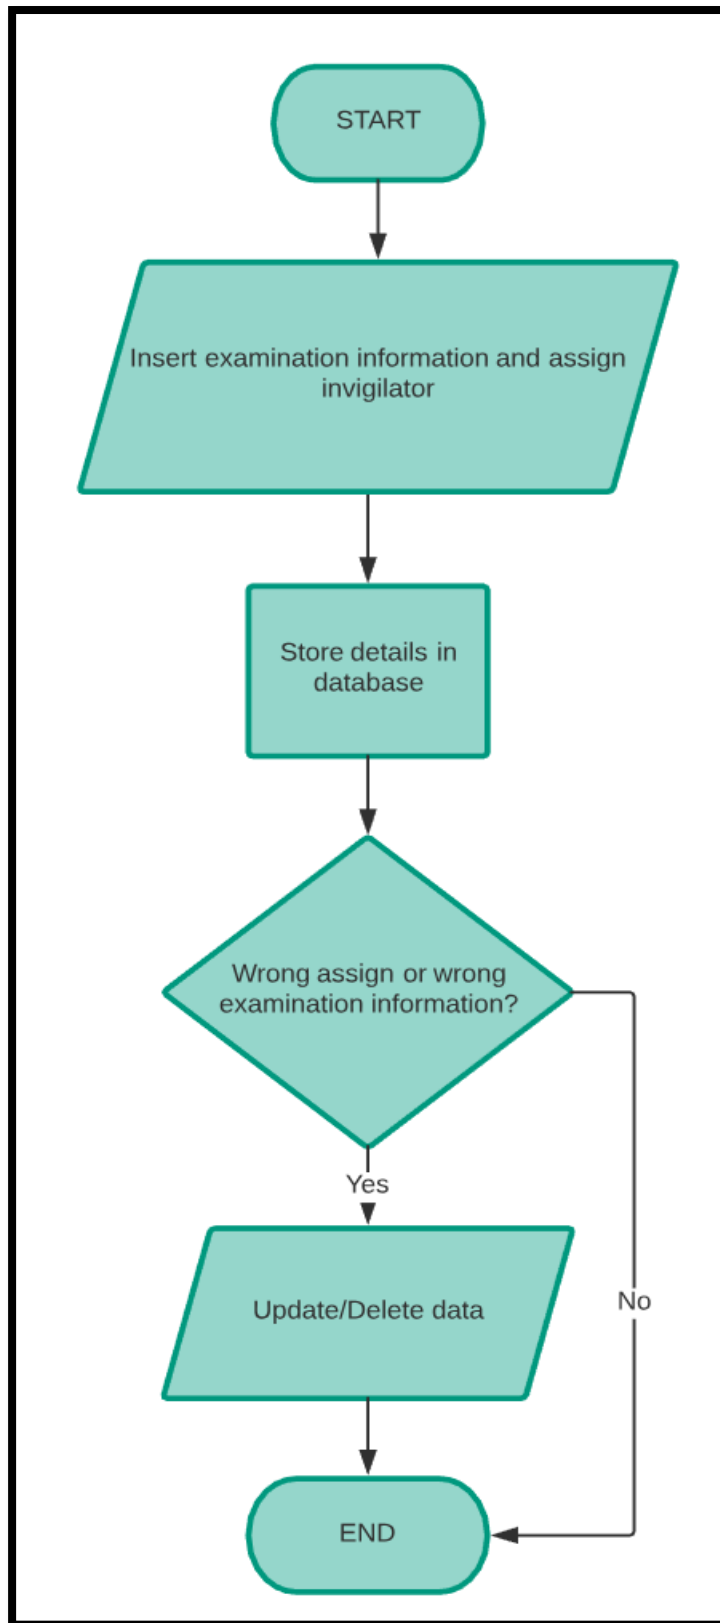 START
Insert examination information and assign
invigilator
Store details in
database
Wrong assign or wrong
examination information?
Yes
Update/Delete data
No
END